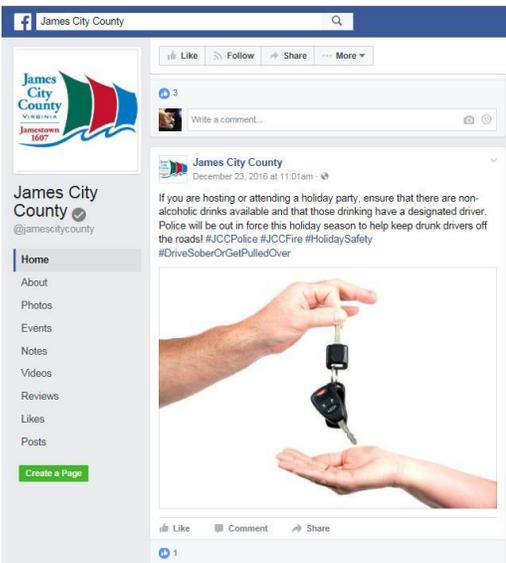 James City County
James
City
County
VIRGINIA
Jamestown
1607
James City
County
@jamescitycounty
Home
About
Photos
Events
Notes
Videos
Reviews
Likes
Posts
Create a Page
Like
Follow
Share
··· More
3
Write a comment...
James City County
December 23, 2016 at 11:01am ·
If you are hosting or attending a holiday party, ensure that there are non-
alcoholic drinks available and that those drinking have a designated driver.
Police will be out in force this holiday season to help keep drunk drivers off
the roads! #JCCPolice #JCCFire #HolidaySafety
#DriveSoberOrGetPulledOver
Like
Comment
Share
1